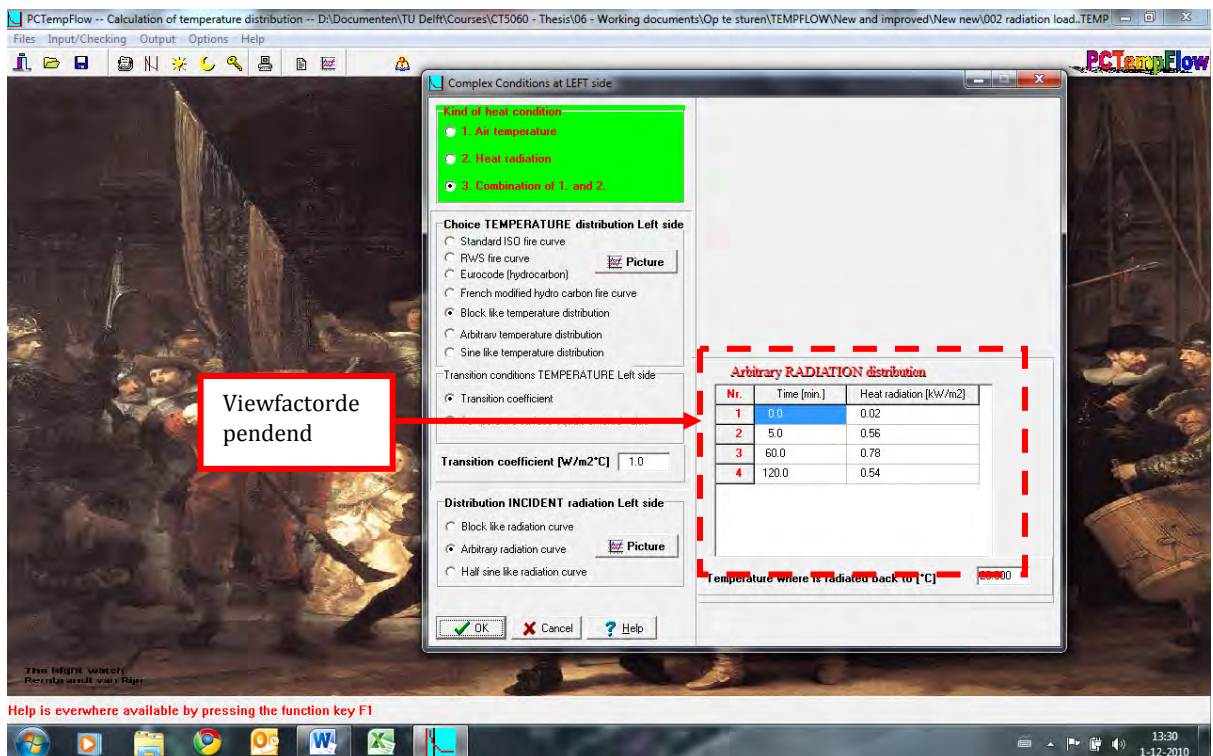 PCTempFlow -- Calculation of temperature distribution -- D:\Documenten\TU Delft\Courses\CT5060 - Thesis\06 - Working documents\Op te sturen\TEMPFLOW\New and improved\New new\002 radiation load..TEMP
Files Input/Checking Output Options Help
PCTempFlow
Complex Conditions at LEFT side
Kind of heat condition
1. Air temperature
2. Heat radiation
3. Combination of 1. and 2.
Choice TEMPERATURE distribution Left side
Standard ISO fire curve
RWS fire curve
Picture
Eurocode (hydrocarbon)
French modified hydro carbon fire curve
Block like temperature distribution
Arbitrary temperature distribution
Sine like temperature distribution
Transition conditions TEMPERATURE Left side
Transition coefficient
Transition coefficient [W/m2*C] 1.0
Distribution INCIDENT radiation Left side
Block like radiation curve
Arbitrary radiation curve
Picture
Half sine like radiation curve
OK Cancel Help
Viewfactorde
pendend
Arbitrary RADIATION distribution
Nr. Time [min.] Heat radiation [kW/m2]
1 0.0 0.02
2 5.0 0.56
3 60.0 0.78
4 120.0 0.54
Temperature where is radiated back to [*C]
The Night watch
Rembrandt van Rijn
Help is everwhere available by pressing the function key F1
13:30
1-12-2010